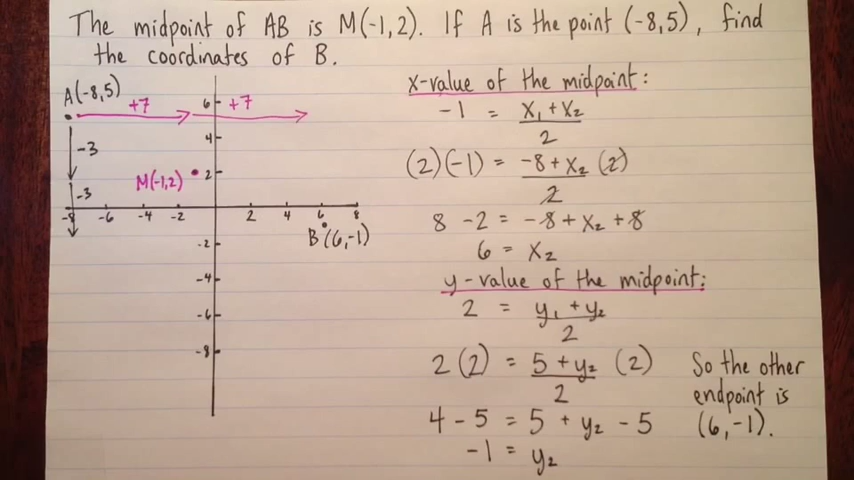 The midpoint of AB is M(-1,2). If A is the point (-8,5), find
the coordinates of B.
A(-8,5)
+7
+7
-3
-3
M(-1,2)
B(6,-1)
6
4
2
-2
-4
-6
-8
-8 -6 -4 -2 2 4 6 8
x-value of the midpoint:
-1 = x₁ + x₂
2
(2)(-1) = -8 + x₂ (2)
2
8 -2 = -8 + x₂ + 8
6 = x₂
y-value of the midpoint:
2 = y₁ + y₂
2
2(2) = 5 + y₂ (2)
2
4 - 5 = 5 + y₂ - 5
-1 = y₂
So the other
endpoint is
(6,-1).